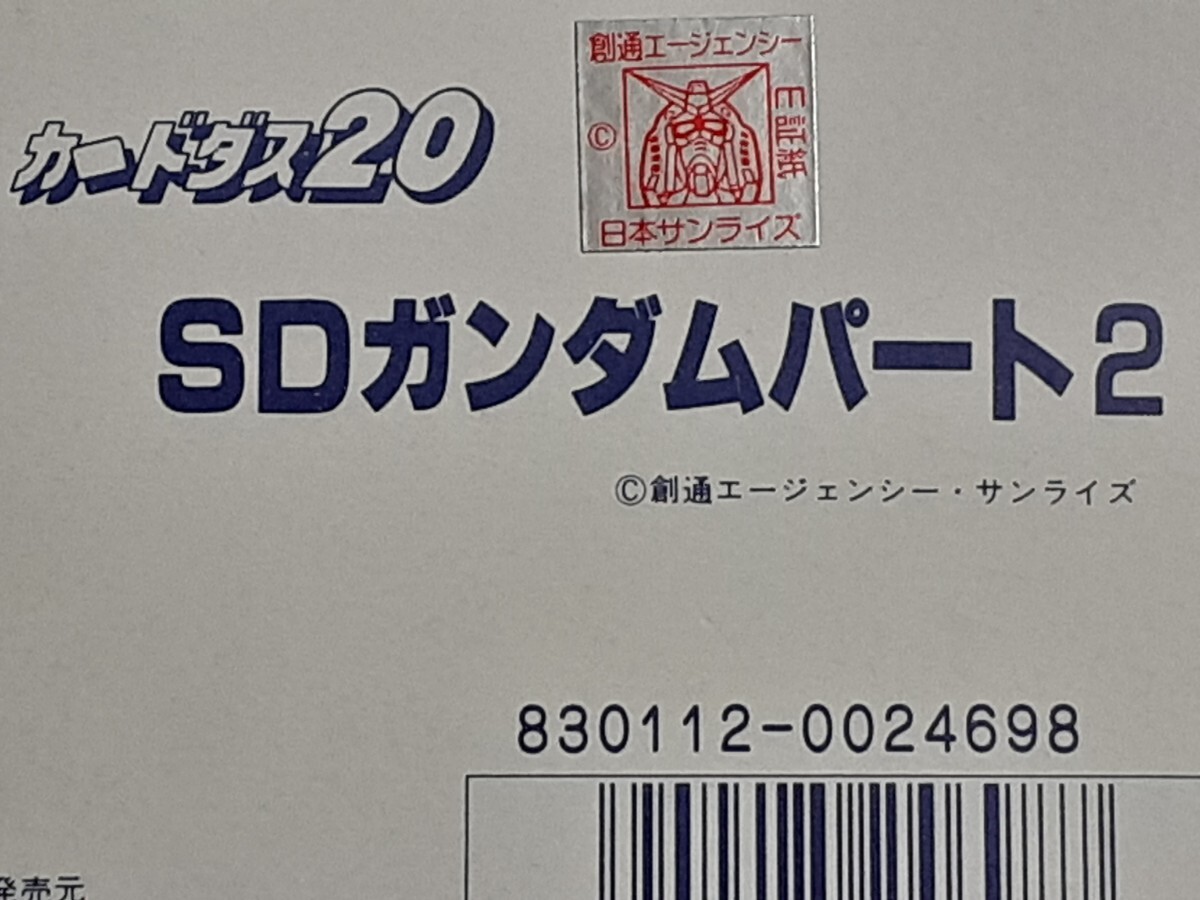 創通エージェンシー
© E証紙
日本サンライズ
カードダス20
SDガンダムパート2
©創通エージェンシー・サンライズ
830112-0024698
発売元